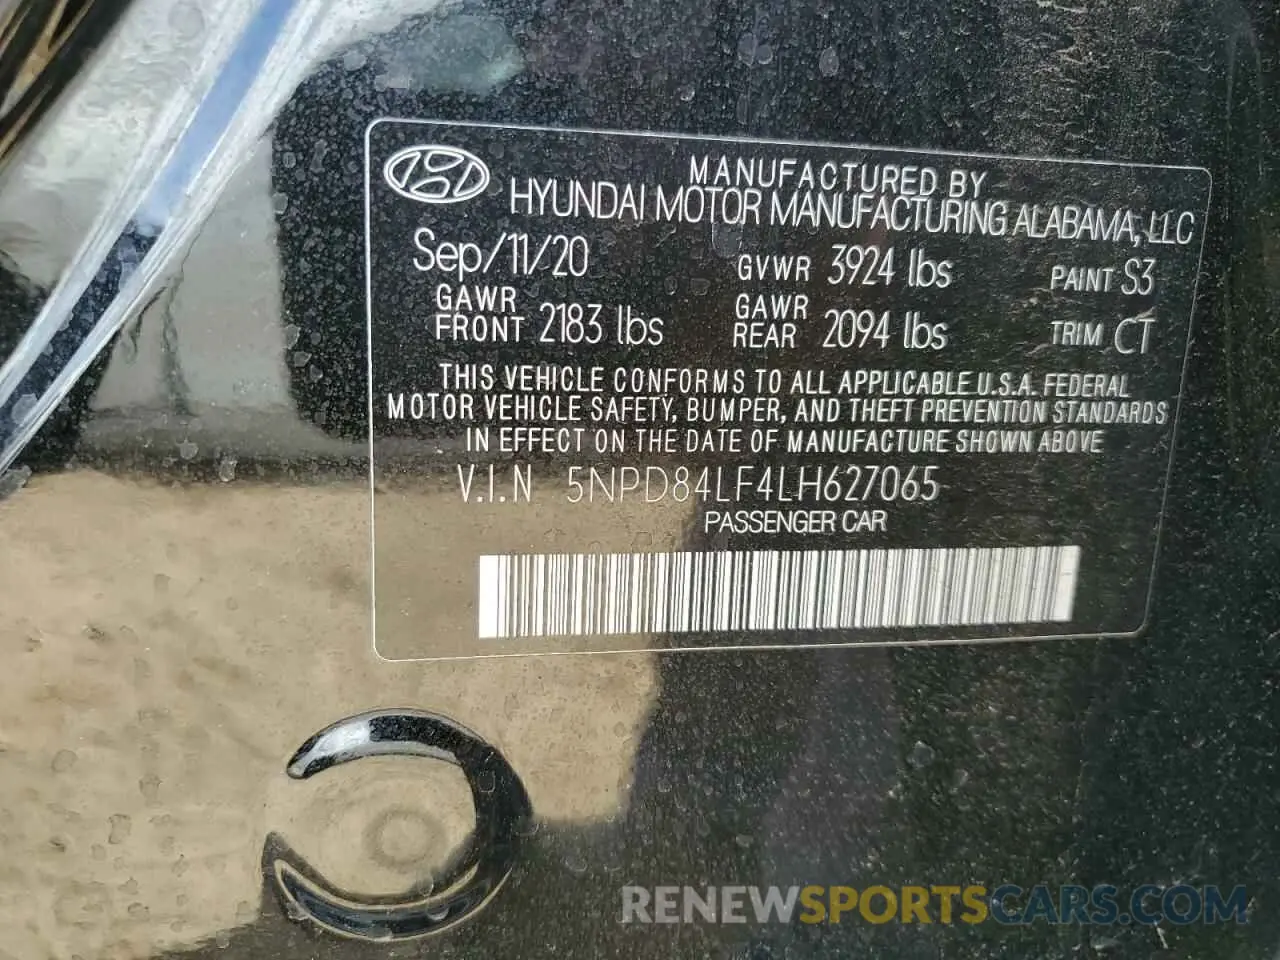 MANUFACTURED BY
HYUNDAI MOTOR MANUFACTURING ALABAMA, LLC
Sep/11/20 GVWR 3924 lbs PAINT S3
GAWR FRONT 2183 lbs GAWR REAR 2094 lbs TRIM CT
THIS VEHICLE CONFORMS TO ALL APPLICABLE U.S.A. FEDERAL
MOTOR VEHICLE SAFETY, BUMPER, AND THEFT PREVENTION STANDARDS
IN EFFECT ON THE DATE OF MANUFACTURE SHOWN ABOVE
V.I.N 5NPD84LF4LH627065
PASSENGER CAR
RENEWSPORTSCARS.COM